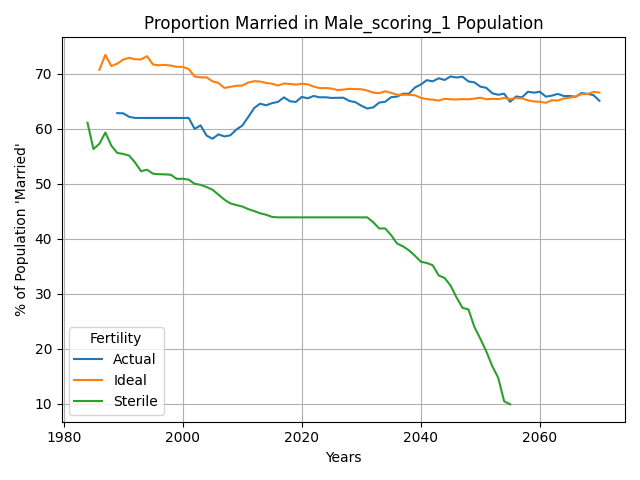 Proportion Married in Male_scoring_1 Population
% of Population 'Married'
70
60
50
40
30
20
10
Fertility
Actual
Ideal
Sterile
1980 2000 2020 2040 2060
Years